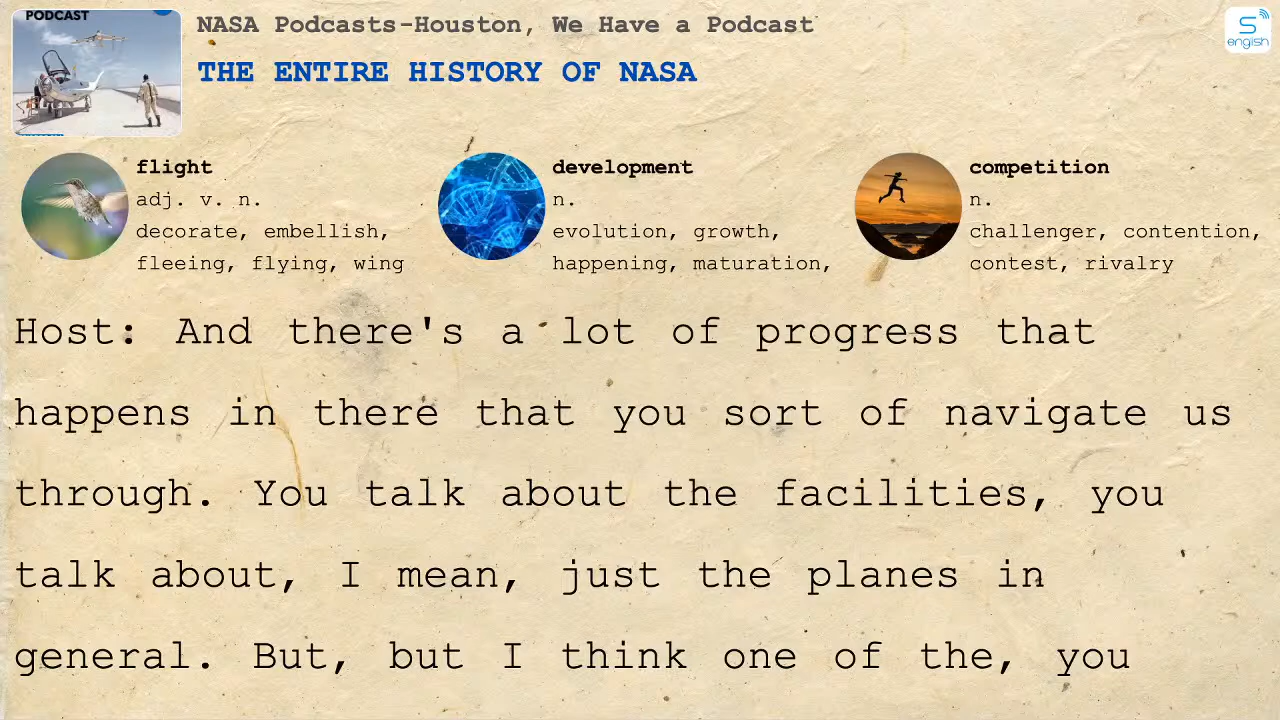 PODCAST
NASA Podcasts-Houston, We Have a Podcast
THE ENTIRE HISTORY OF NASA
S
english
flight
adj. v. n.
decorate, embellish,
fleeing, flying, wing
development
n.
evolution, growth,
happening, maturation,
competition
n.
challenger, contention,
contest, rivalry
Host: And there's a lot of progress that
happens in there that you sort of navigate us
through. You talk about the facilities, you
talk about, I mean, just the planes in
general. But, but I think one of the, you